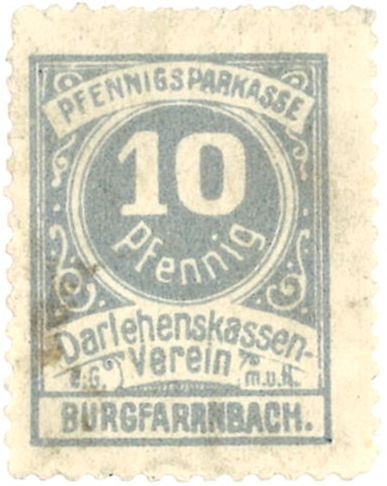 PFENNIGSPARKASSE
10
Pfennig
Darlehenskassen-
Verein
e.G. m.u.H.
BURGFARRNBACH.